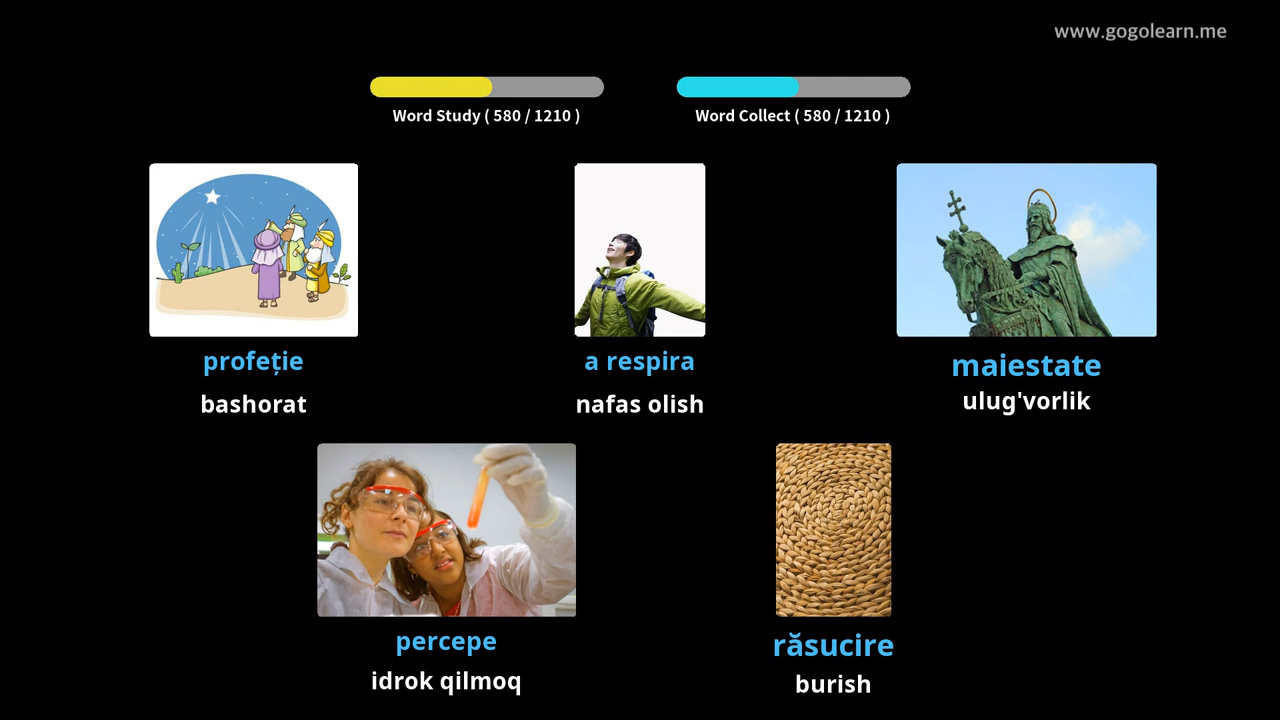 www.gogolearn.me
Word Study ( 580 / 1210 )
Word Collect ( 580 / 1210 )
profeție
bashorat
a respira
nafas olish
maiestate
ulug'vorlik
percepe
idrok qilmoq
răsucire
burish